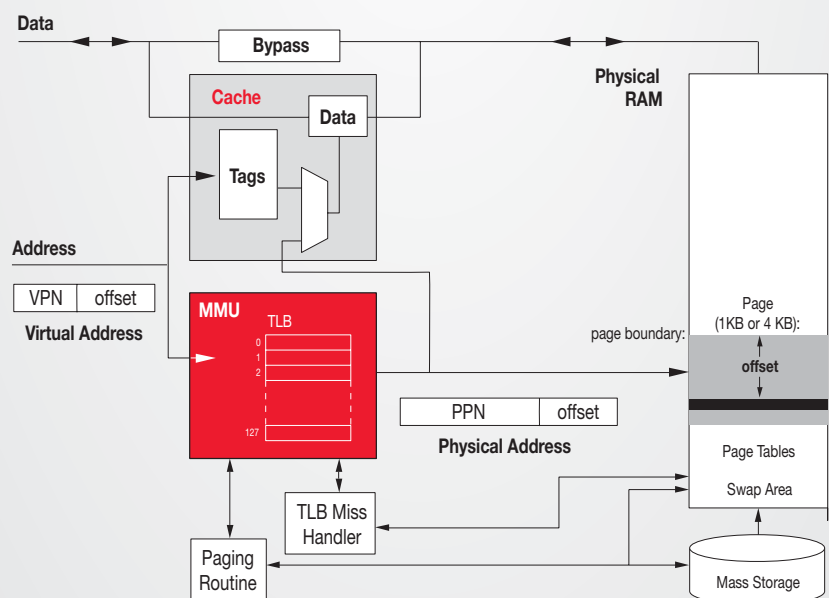 Data
Bypass
Physical
RAM
Cache
Data
Tags
Address
VPN
offset
Virtual Address
MMU
TLB
0
1
2
127
Page
(1KB or 4 KB):
page boundary:
offset
PPN
offset
Physical Address
Page Tables
Swap Area
TLB Miss
Handler
Paging
Routine
Mass Storage